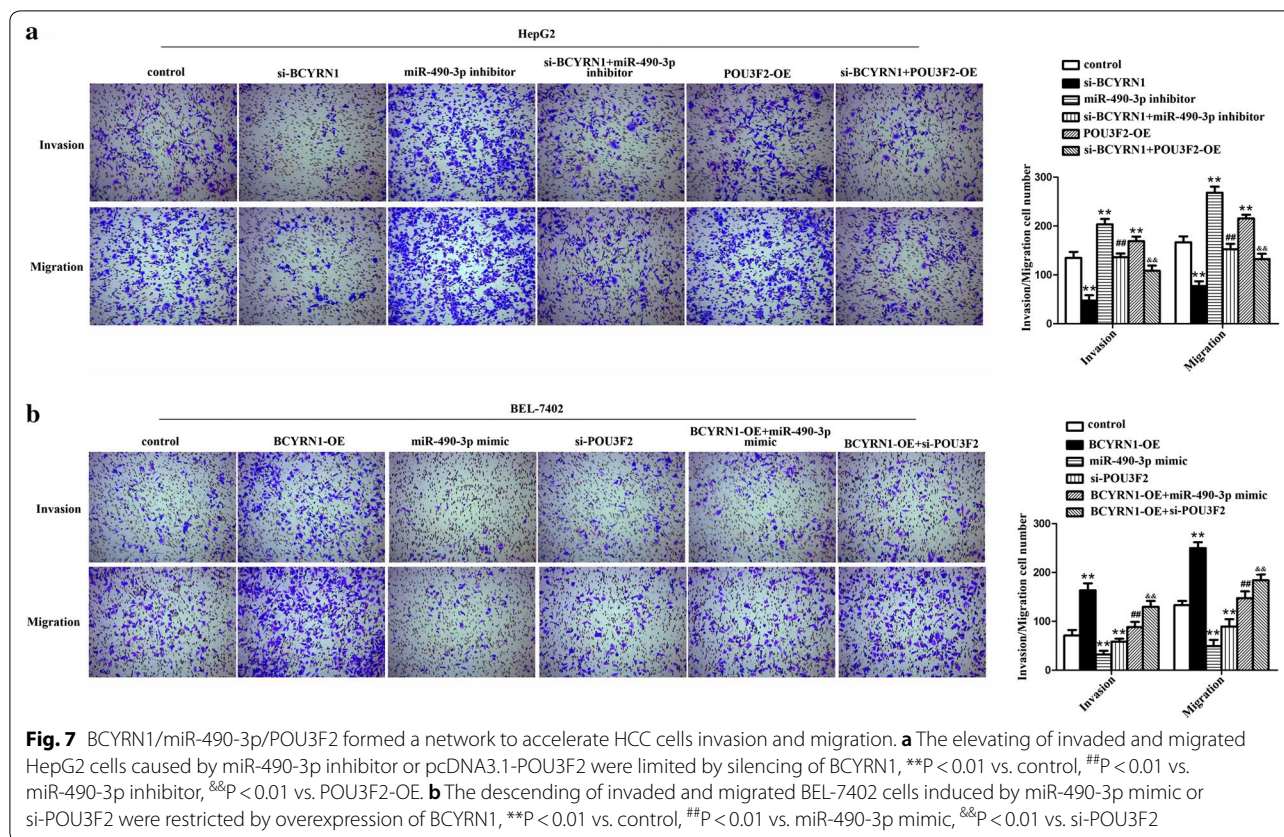 a
HepG2
control
si-BCYRN1
miR-490-3p inhibitor
si-BCYRN1+miR-490-3p
inhibitor
POU3F2-OE
si-BCYRN1+POU3F2-OE
Invasion
Migration
control
si-BCYRN1
miR-490-3p inhibitor
si-BCYRN1+miR-490-3p inhibitor
POU3F2-OE
si-BCYRN1+POU3F2-OE
Invasion/Migration cell number
300
200
100
0
**
**
##
**
&&
**
**
##
**
&&
Invasion
Migration
b
BEL-7402
control
BCYRN1-OE
miR-490-3p mimic
si-POU3F2
BCYRN1-OE+miR-490-3p
mimic
BCYRN1-OE+si-POU3F2
Invasion
Migration
control
BCYRN1-OE
miR-490-3p mimic
si-POU3F2
BCYRN1-OE+miR-490-3p mimic
BCYRN1-OE+si-POU3F2
Invasion/Migration cell number
300
200
100
0
**
**
**
##
&&
**
**
**
##
&&
Invasion
Migration
Fig. 7 BCYRN1/miR-490-3p/POU3F2 formed a network to accelerate HCC cells invasion and migration. a The elevating of invaded and migrated
HepG2 cells caused by miR-490-3p inhibitor or pcDNA3.1-POU3F2 were limited by silencing of BCYRN1, **P < 0.01 vs. control, ##P < 0.01 vs.
miR-490-3p inhibitor, &&P < 0.01 vs. POU3F2-OE. b The descending of invaded and migrated BEL-7402 cells induced by miR-490-3p mimic or
si-POU3F2 were restricted by overexpression of BCYRN1, **P < 0.01 vs. control, ##P < 0.01 vs. miR-490-3p mimic, &&P < 0.01 vs. si-POU3F2